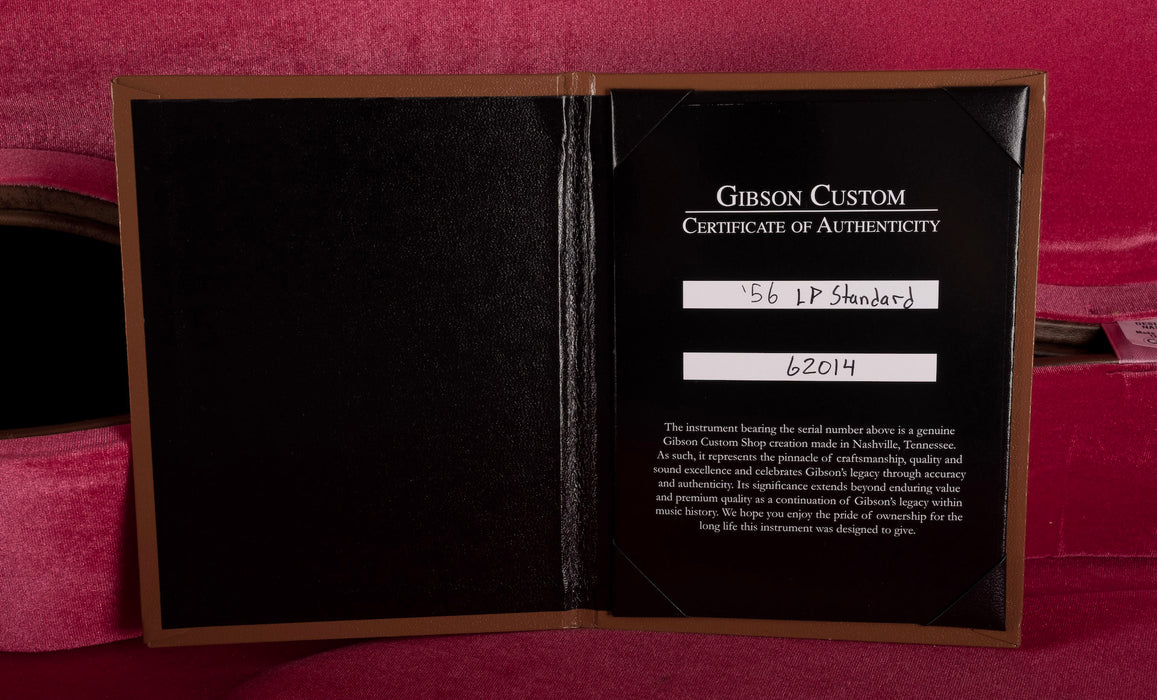 GIBSON CUSTOM
CERTIFICATE OF AUTHENTICITY
'56 LP Standard
62014
The instrument bearing the serial number above is a genuine
Gibson Custom Shop creation made in Nashville, Tennessee.
As such, it represents the pinnacle of craftsmanship, quality and
sound excellence and celebrates Gibson's legacy through accuracy
and authenticity. Its significance extends beyond enduring value
and premium quality as a continuation of Gibson's legacy within
music history. We hope you enjoy the pride of ownership for the
long life this instrument was designed to give.